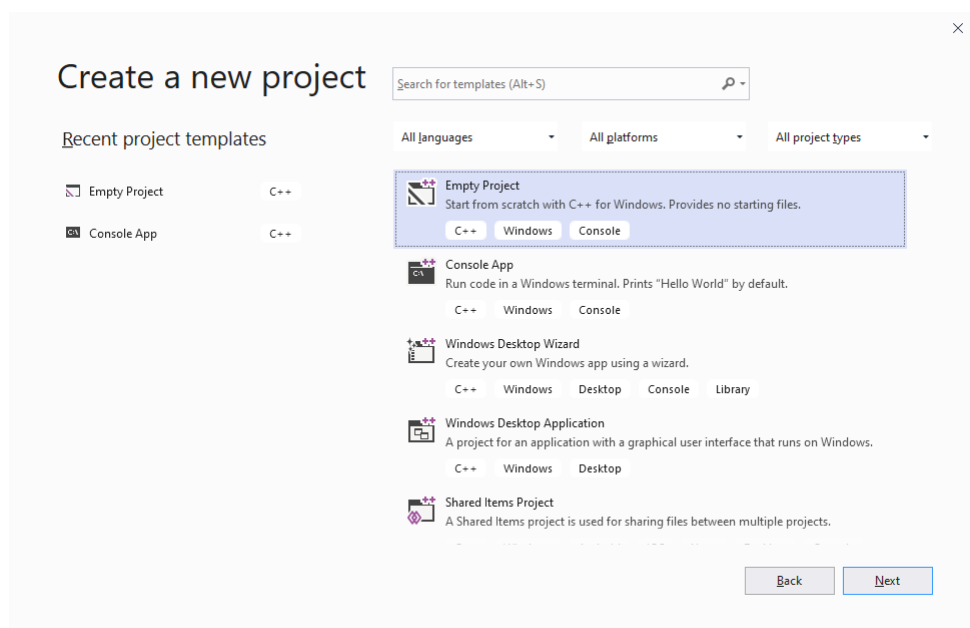 Create a new project
Search for templates (Alt+S)
Recent project templates
All languages
All platforms
All project types
Empty Project
C++
Console App
C++
Empty Project
Start from scratch with C++ for Windows. Provides no starting files.
C++ Windows Console
Console App
Run code in a Windows terminal. Prints "Hello World" by default.
C++ Windows Console
Windows Desktop Wizard
Create your own Windows app using a wizard.
C++ Windows Desktop Console Library
Windows Desktop Application
A project for an application with a graphical user interface that runs on Windows.
C++ Windows Desktop
Shared Items Project
A Shared Items project is used for sharing files between multiple projects.
Back
Next